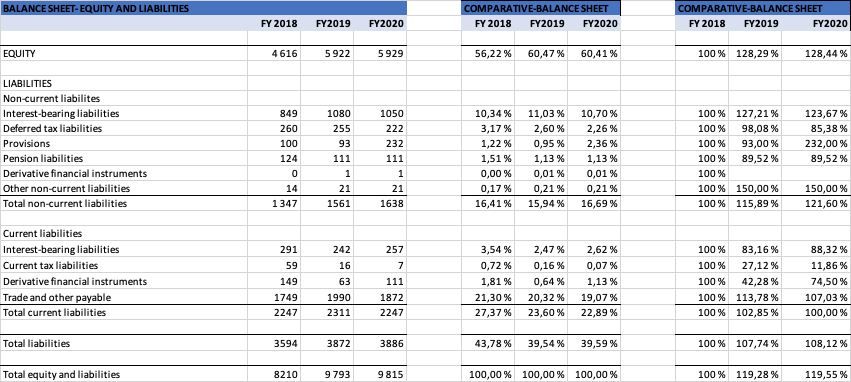 BALANCE SHEET- EQUITY AND LIABILITIES COMPARATIVE-BALANCE SHEET COMPARATIVE-BALANCE SHEET
FY 2018 FY2019 FY2020 FY 2018 FY2019 FY2020 FY 2018 FY2019 FY2020
EQUITY 4 616 5 922 5 929 56,22 % 60,47 % 60,41 % 100 % 128,29 % 128,44 %
LIABILITIES
Non-current liabilites
Interest-bearing liabilities 849 1080 1050 10,34 % 11,03 % 10,70 % 100 % 127,21 % 123,67 %
Deferred tax liabilities 260 255 222 3,17 % 2,60 % 2,26 % 100 % 98,08 % 85,38 %
Provisions 100 93 232 1,22 % 0,95 % 2,36 % 100 % 93,00 % 232,00 %
Pension liabilities 124 111 111 1,51 % 1,13 % 1,13 % 100 % 89,52 % 89,52 %
Derivative financial instruments 0 1 1 0,00 % 0,01 % 0,01 % 100 %
Other non-current liabilities 14 21 21 0,17 % 0,21 % 0,21 % 100 % 150,00 % 150,00 %
Total non-current liabilities 1 347 1561 1638 16,41 % 15,94 % 16,69 % 100 % 115,89 % 121,60 %
Current liabilities
Interest-bearing liabilities 291 242 257 3,54 % 2,47 % 2,62 % 100 % 83,16 % 88,32 %
Current tax liabilities 59 16 7 0,72 % 0,16 % 0,07 % 100 % 27,12 % 11,86 %
Derivative financial instruments 149 63 111 1,81 % 0,64 % 1,13 % 100 % 42,28 % 74,50 %
Trade and other payable 1749 1990 1872 21,30 % 20,32 % 19,07 % 100 % 113,78 % 107,03 %
Total current liabilities 2247 2311 2247 27,37 % 23,60 % 22,89 % 100 % 102,85 % 100,00 %
Total liabilities 3594 3872 3886 43,78 % 39,54 % 39,59 % 100 % 107,74 % 108,12 %
Total equity and liabilities 8210 9 793 9 815 100,00 % 100,00 % 100,00 % 100 % 119,28 % 119,55 %